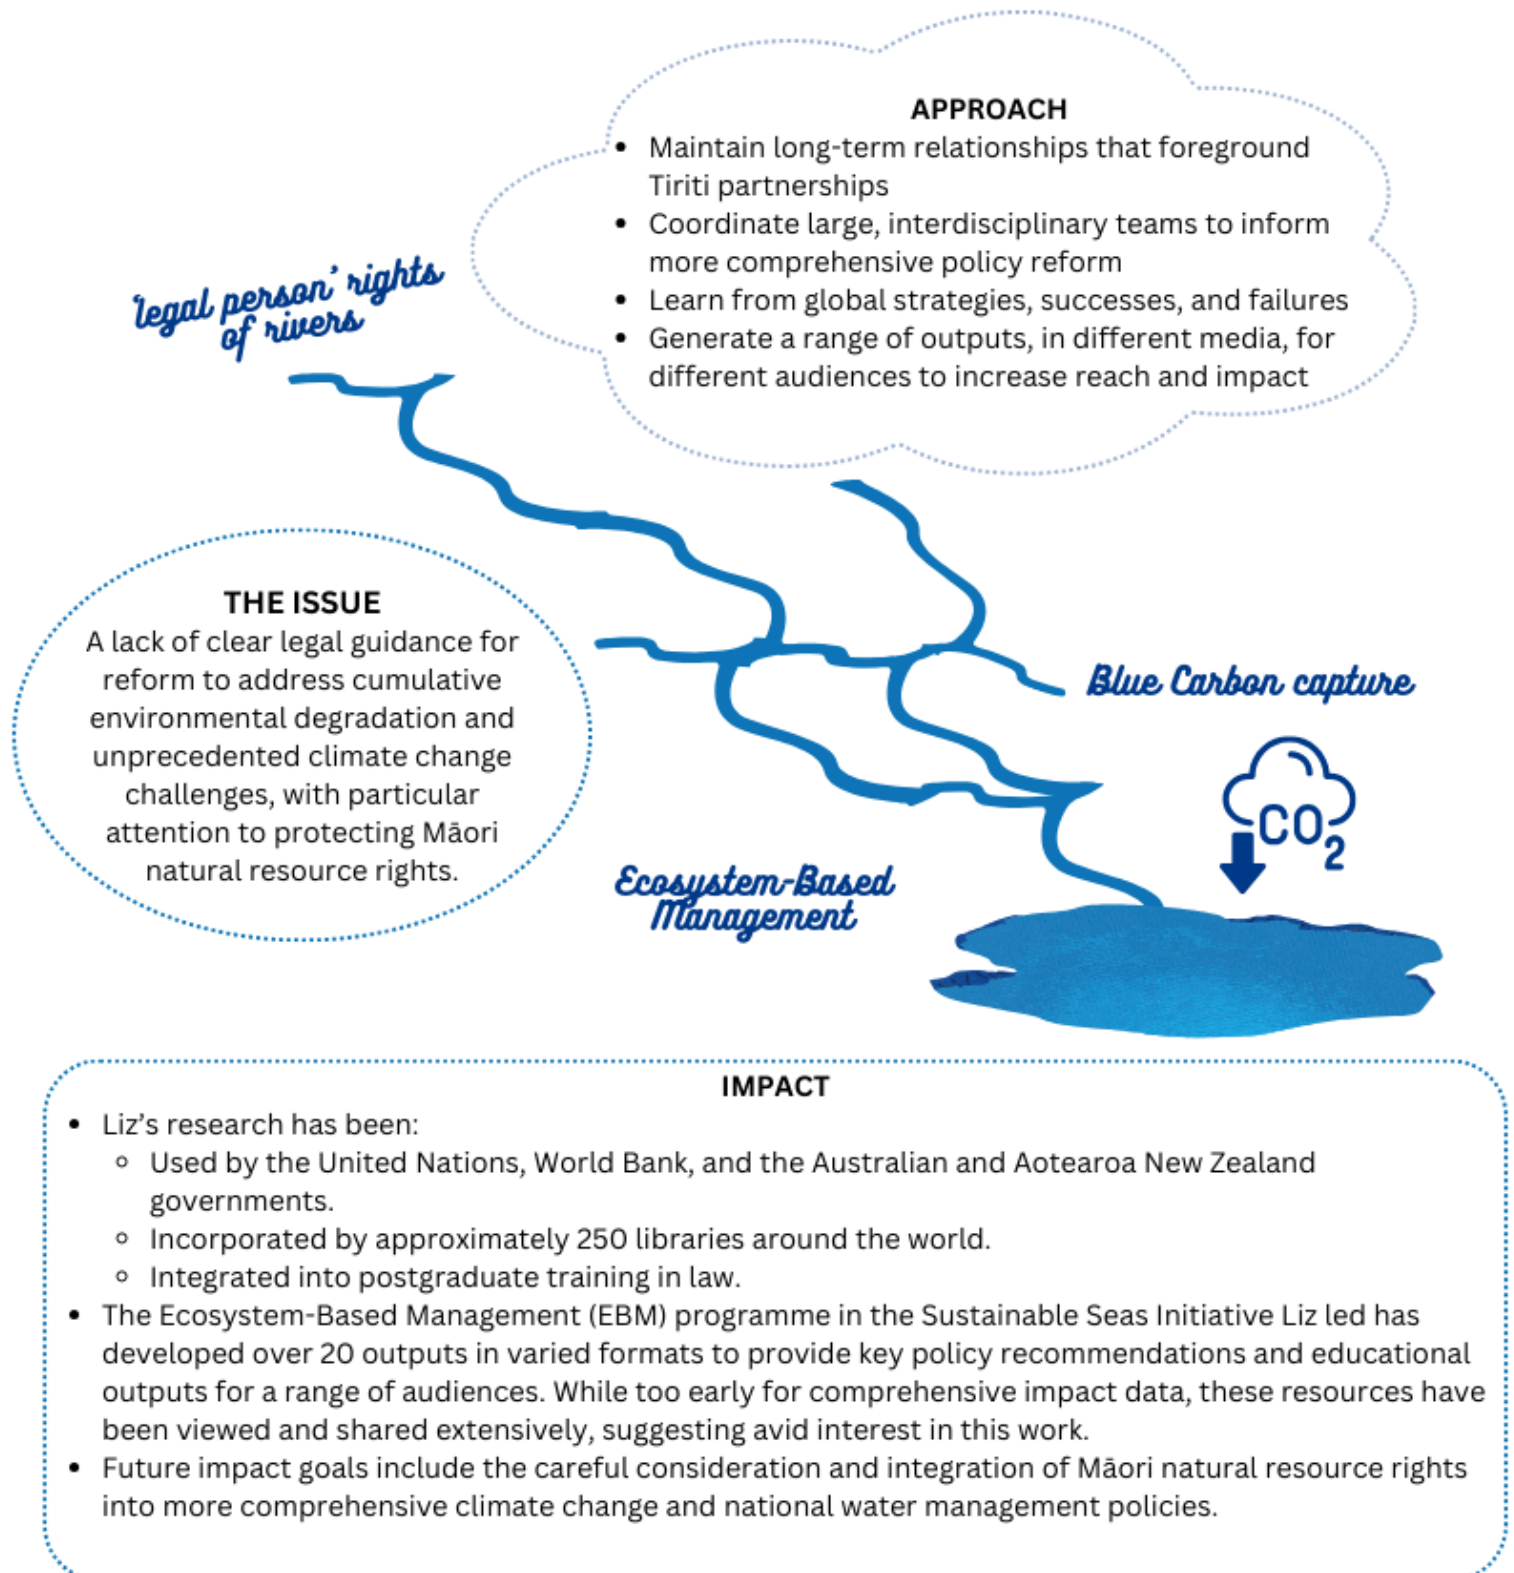 APPROACH
• Maintain long-term relationships that foreground
Tiriti partnerships
• Coordinate large, interdisciplinary teams to inform
more comprehensive policy reform
• Learn from global strategies, successes, and failures
• Generate a range of outputs, in different media, for
different audiences to increase reach and impact
'legal person' rights
of rivers
THE ISSUE
A lack of clear legal guidance for
reform to address cumulative
environmental degradation and
unprecedented climate change
challenges, with particular
attention to protecting Māori
natural resource rights.
Blue Carbon capture
CO2
Ecosystem-Based
Management
IMPACT
• Liz’s research has been:
◦ Used by the United Nations, World Bank, and the Australian and Aotearoa New Zealand
governments.
◦ Incorporated by approximately 250 libraries around the world.
◦ Integrated into postgraduate training in law.
• The Ecosystem-Based Management (EBM) programme in the Sustainable Seas Initiative Liz led has
developed over 20 outputs in varied formats to provide key policy recommendations and educational
outputs for a range of audiences. While too early for comprehensive impact data, these resources have
been viewed and shared extensively, suggesting avid interest in this work.
• Future impact goals include the careful consideration and integration of Māori natural resource rights
into more comprehensive climate change and national water management policies.